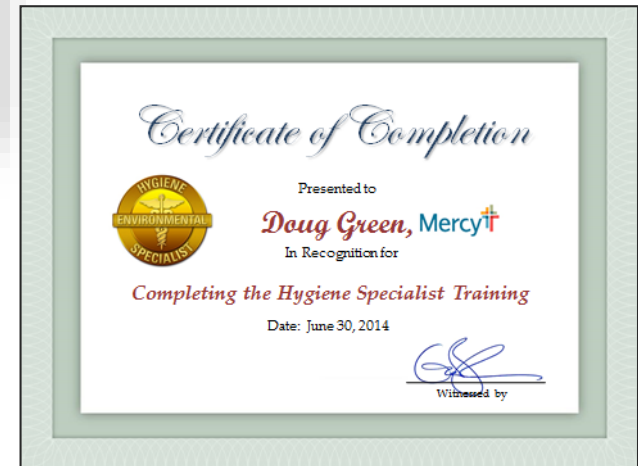 Certificate of Completion
HYGIENE
ENVIRONMENTAL
SPECIALIST
Presented to
Doug Green, Mercy
In Recognition for
Completing the Hygiene Specialist Training
Date: June 30, 2014
Witnessed by